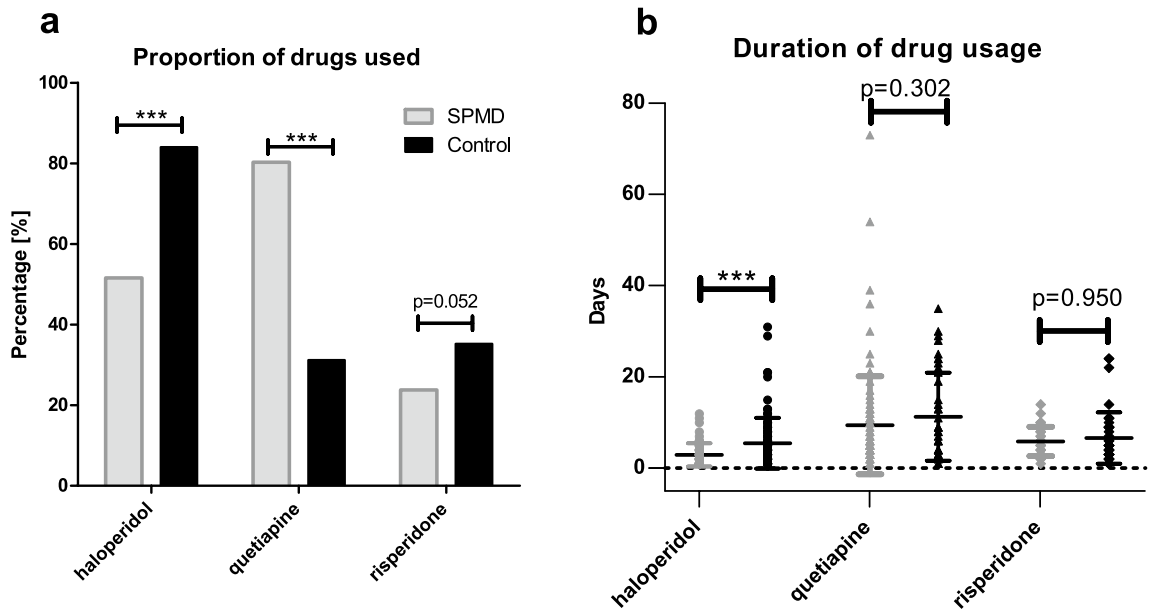 a
Proportion of drugs used
Percentage [%]
100
80
60
40
20
0
***
***
p=0.052
SPMD
Control
haloperidol
quetiapine
risperidone
b
Duration of drug usage
Days
80
60
40
20
0
***
p=0.302
p=0.950
haloperidol
quetiapine
risperidone